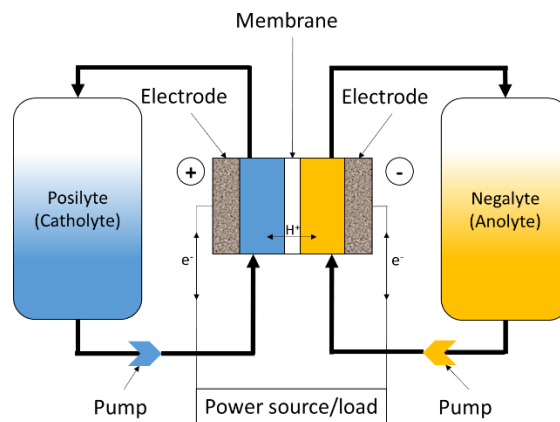 Membrane
Electrode
Electrode
+
-
Posilyte
(Catholyte)
Negalyte
(Anolyte)
H⁺
e⁻
e⁻
Pump
Power source/load
Pump